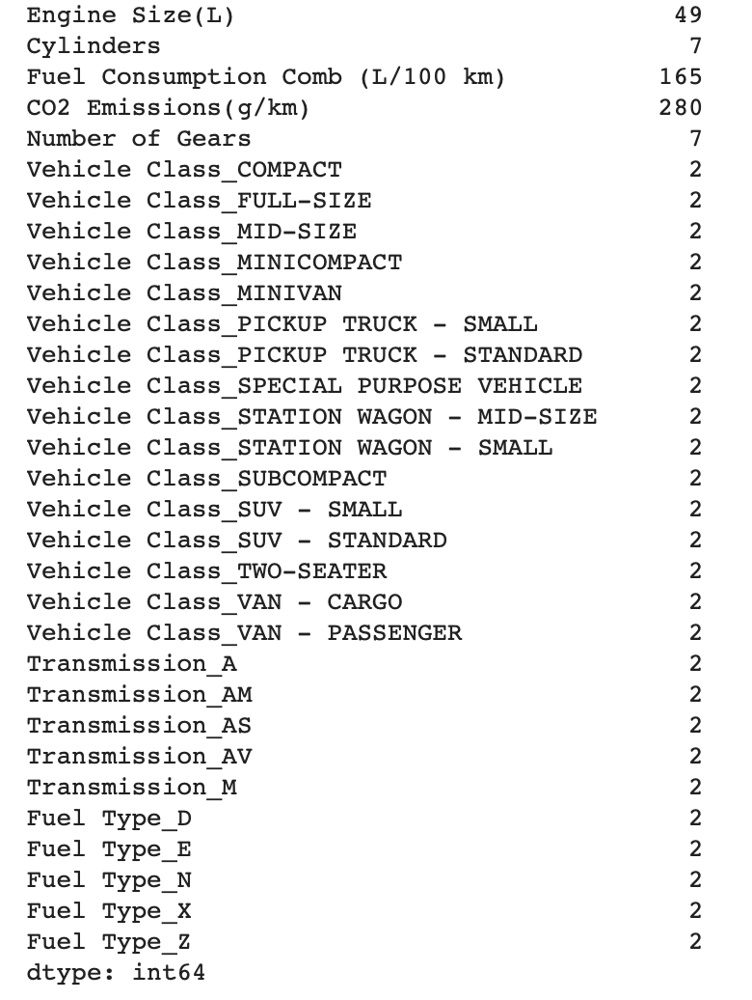 Engine Size(L) 49
Cylinders 7
Fuel Consumption Comb (L/100 km) 165
CO2 Emissions(g/km) 280
Number of Gears 7
Vehicle Class_COMPACT 2
Vehicle Class_FULL-SIZE 2
Vehicle Class_MID-SIZE 2
Vehicle Class_MINICOMPACT 2
Vehicle Class_MINIVAN 2
Vehicle Class_PICKUP TRUCK - SMALL 2
Vehicle Class_PICKUP TRUCK - STANDARD 2
Vehicle Class_SPECIAL PURPOSE VEHICLE 2
Vehicle Class_STATION WAGON - MID-SIZE 2
Vehicle Class_STATION WAGON - SMALL 2
Vehicle Class_SUBCOMPACT 2
Vehicle Class_SUV - SMALL 2
Vehicle Class_SUV - STANDARD 2
Vehicle Class_TWO-SEATER 2
Vehicle Class_VAN - CARGO 2
Vehicle Class_VAN - PASSENGER 2
Transmission_A 2
Transmission_AM 2
Transmission_AS 2
Transmission_AV 2
Transmission_M 2
Fuel Type_D 2
Fuel Type_E 2
Fuel Type_N 2
Fuel Type_X 2
Fuel Type_Z 2
dtype: int64